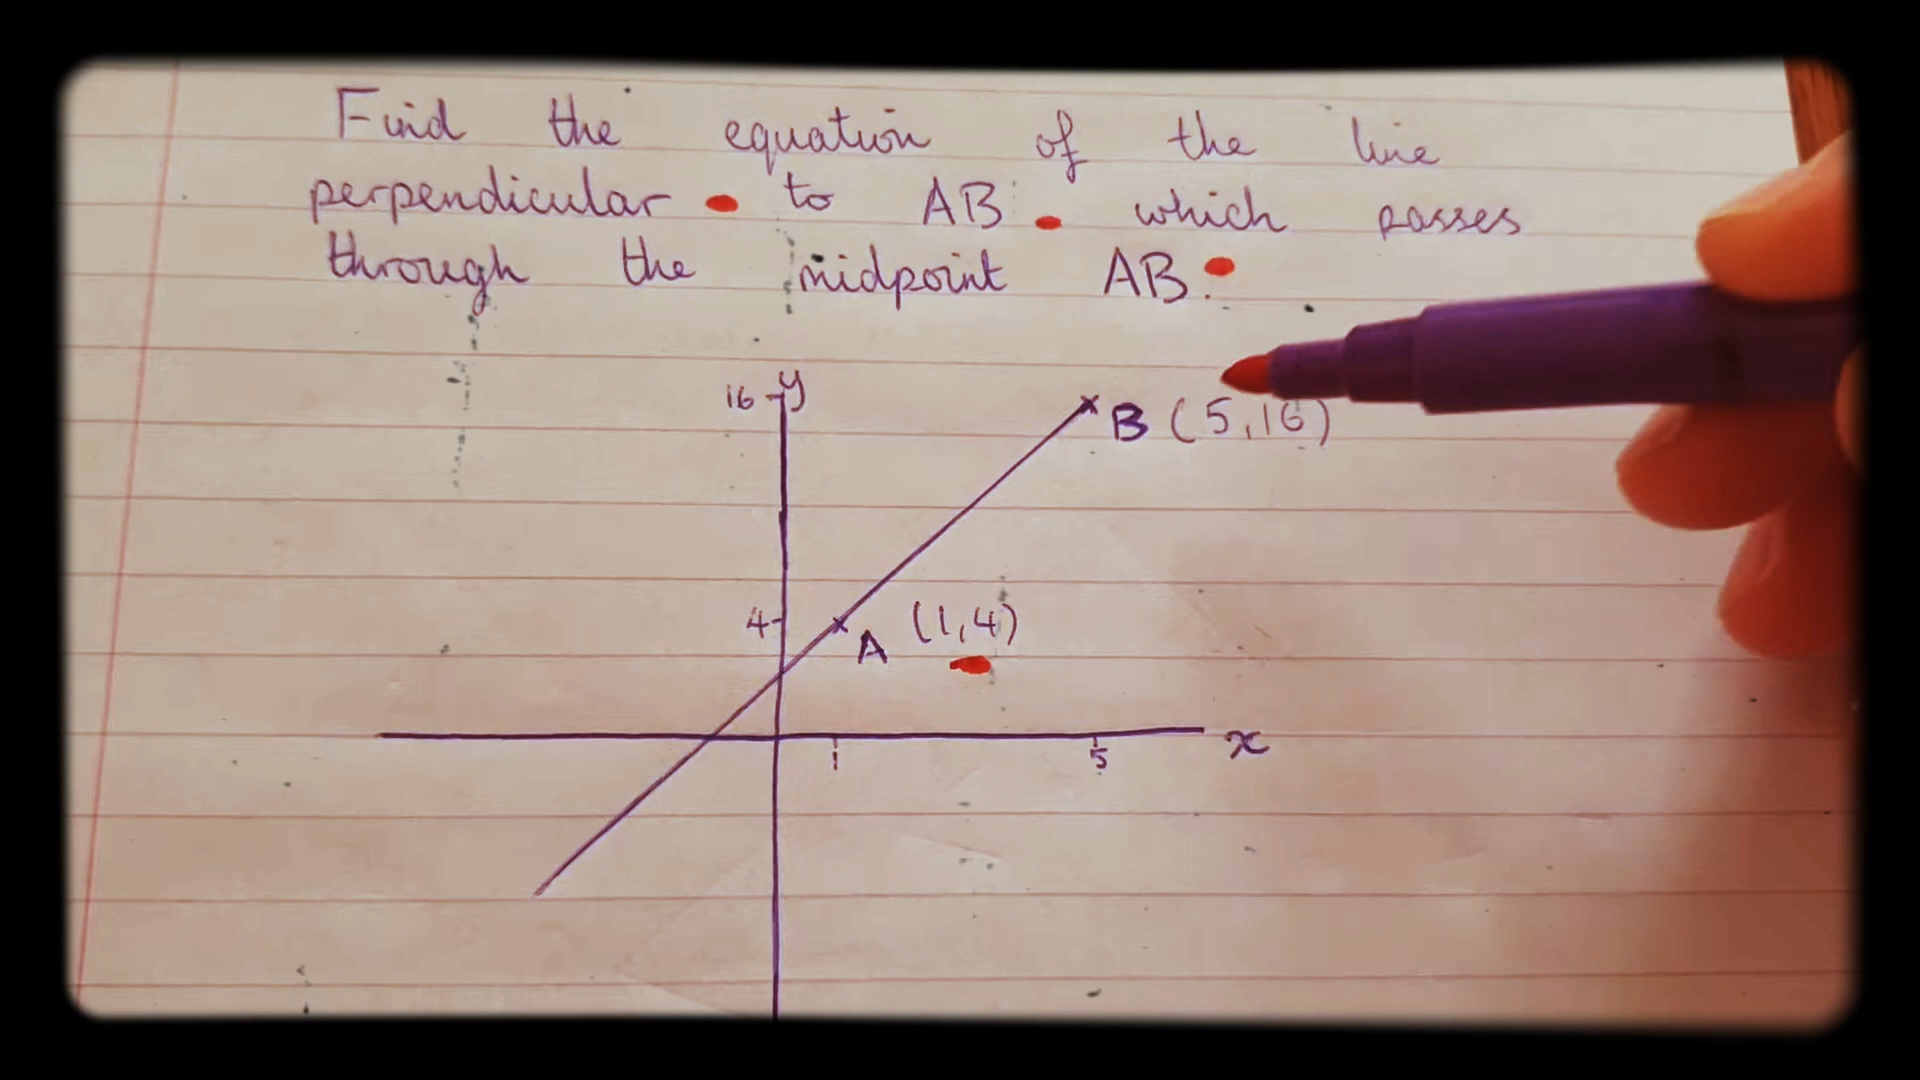 Find the equation of the line
perpendicular to AB which passes
through the midpoint AB.
16 y
B (5,16)
4
A (1,4)
1 5 x